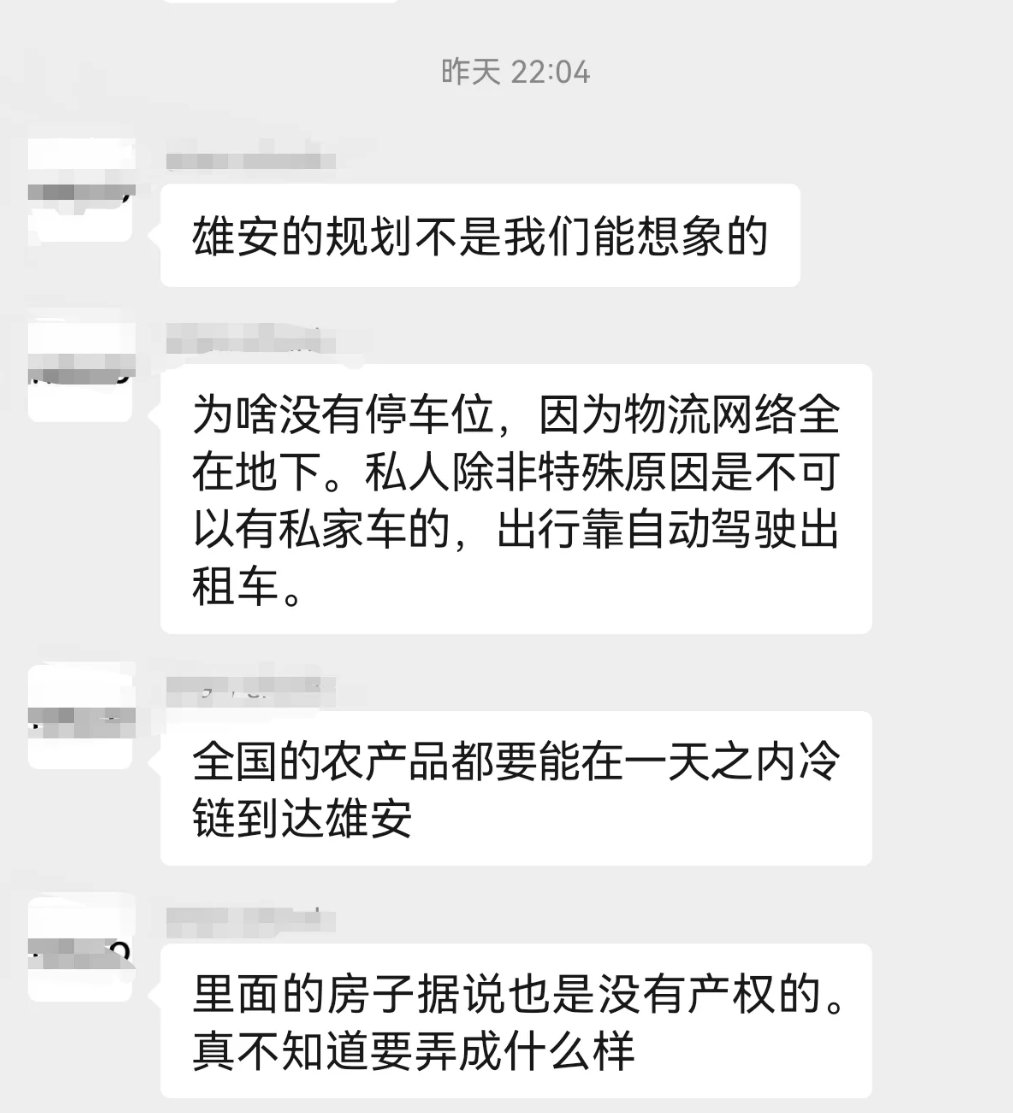 昨天 22:04
雄安的规划不是我们能想象的
为啥没有停车位，因为物流网络全
在地下。私人除非特殊原因是不可
以有私家车的，出行靠自动驾驶出
租车。
全国的农产品都要能在一天之内冷
链到达雄安
里面的房子据说也是没有产权的。
真不知道要弄成什么样